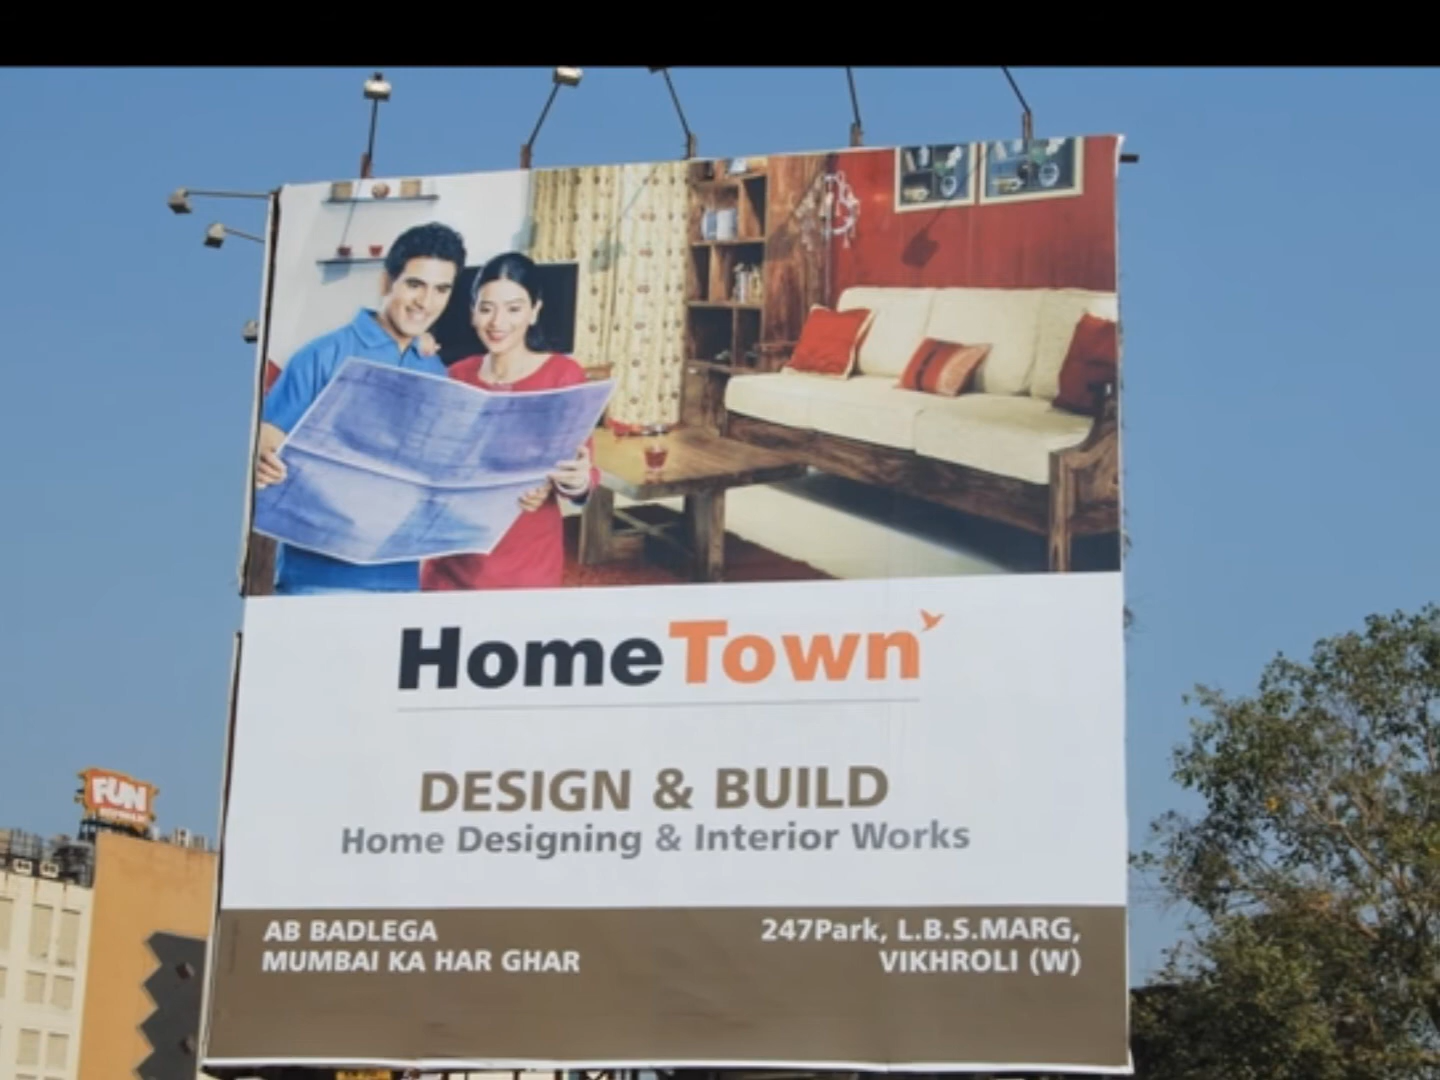 HomeTown
DESIGN & BUILD
Home Designing & Interior Works
AB BADLEGA
MUMBAI KA HAR GHAR
247Park, L.B.S.MARG,
VIKHROLI (W)
FUN